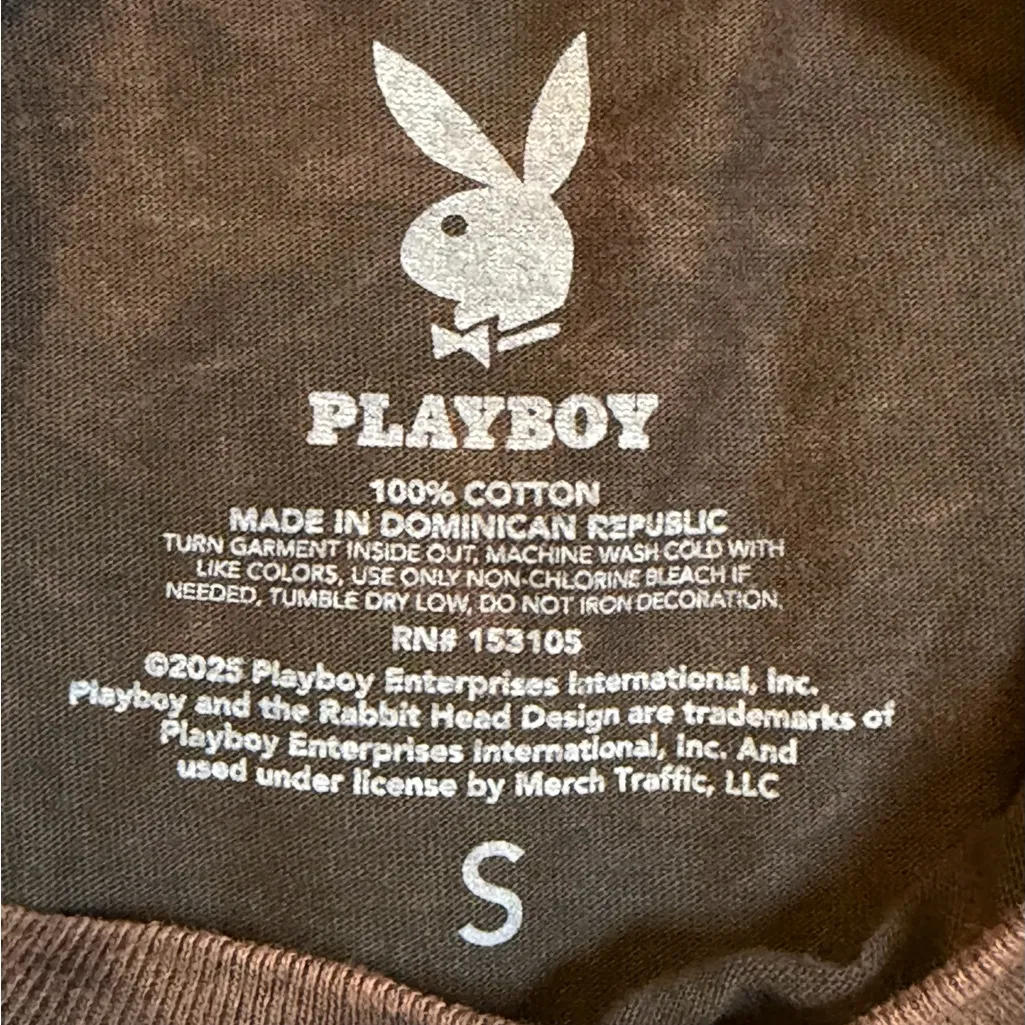 PLAYBOY
100% COTTON
MADE IN DOMINICAN REPUBLIC
TURN GARMENT INSIDE OUT, MACHINE WASH COLD WITH
LIKE COLORS, USE ONLY NON-CHLORINE BLEACH IF
NEEDED, TUMBLE DRY LOW, DO NOT IRON DECORATION.
RN# 153105
©2025 Playboy Enterprises International, Inc.
Playboy and the Rabbit Head Design are trademarks of
Playboy Enterprises International, Inc. And
used under license by Merch Traffic, LLC
S